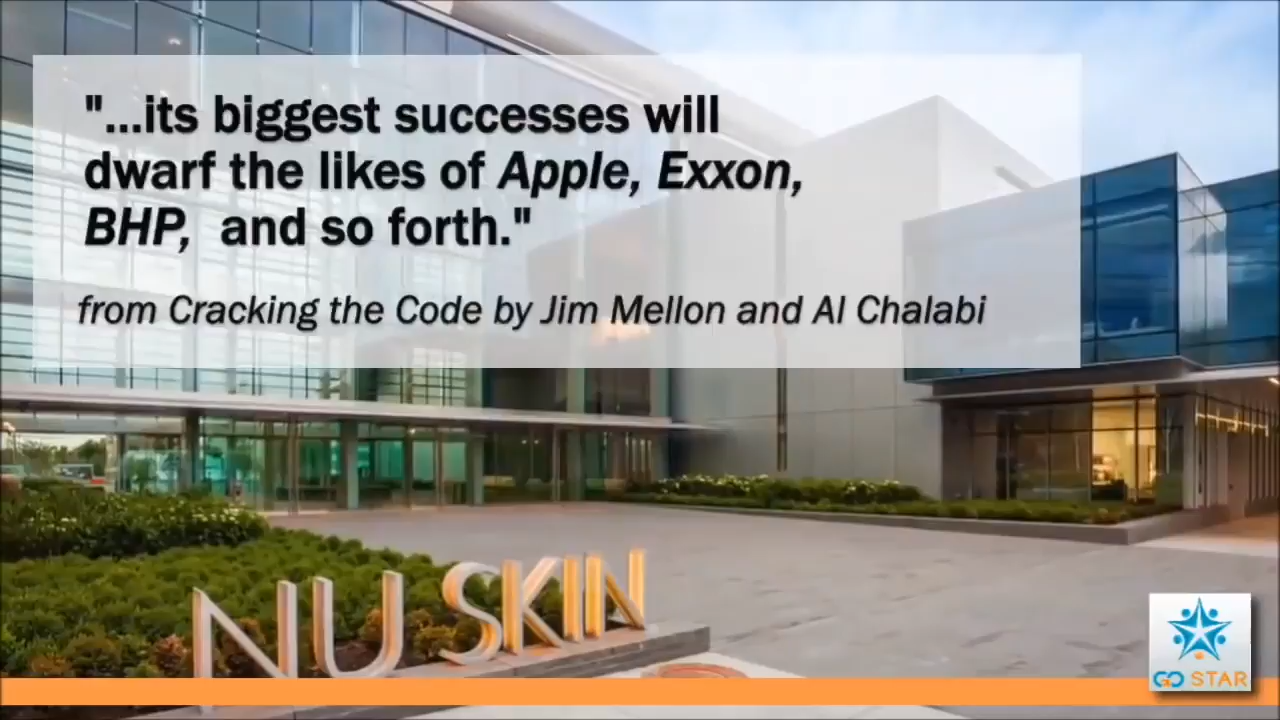 "...its biggest successes will
dwarf the likes of Apple, Exxon,
BHP, and so forth."
from Cracking the Code by Jim Mellon and Al Chalabi
NU SKIN
GO STAR